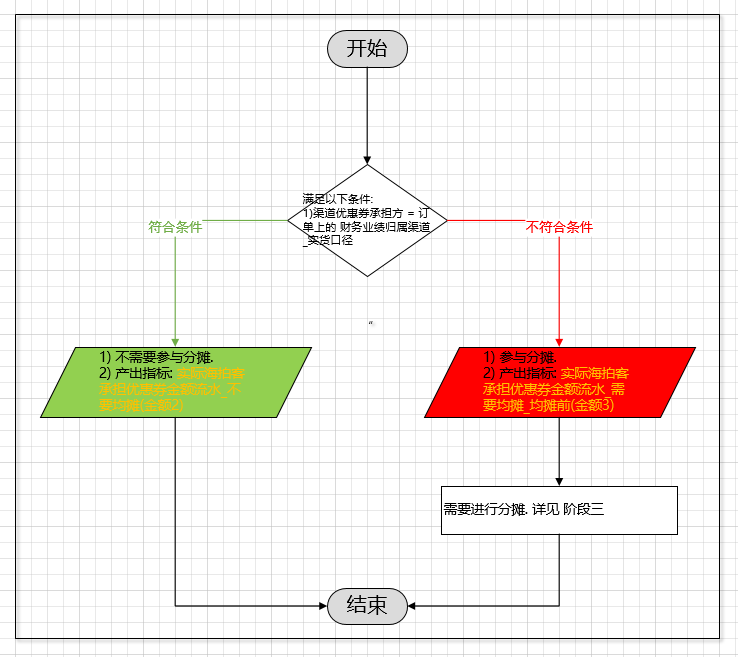 开始
满足以下条件:
1)渠道优惠券承担方 = 订
单上的 财务业绩归属渠道
_实货口径
符合条件
不符合条件
“
1) 不需要参与分摊.
2) 产出指标: 实际海拍客
承担优惠券金额流水_不
要均摊(金额2)
1) 参与分摊.
2) 产出指标: 实际海拍客
承担优惠券金额流水_需
要均摊_均摊前(金额3)
需要进行分摊. 详见 阶段三
结束